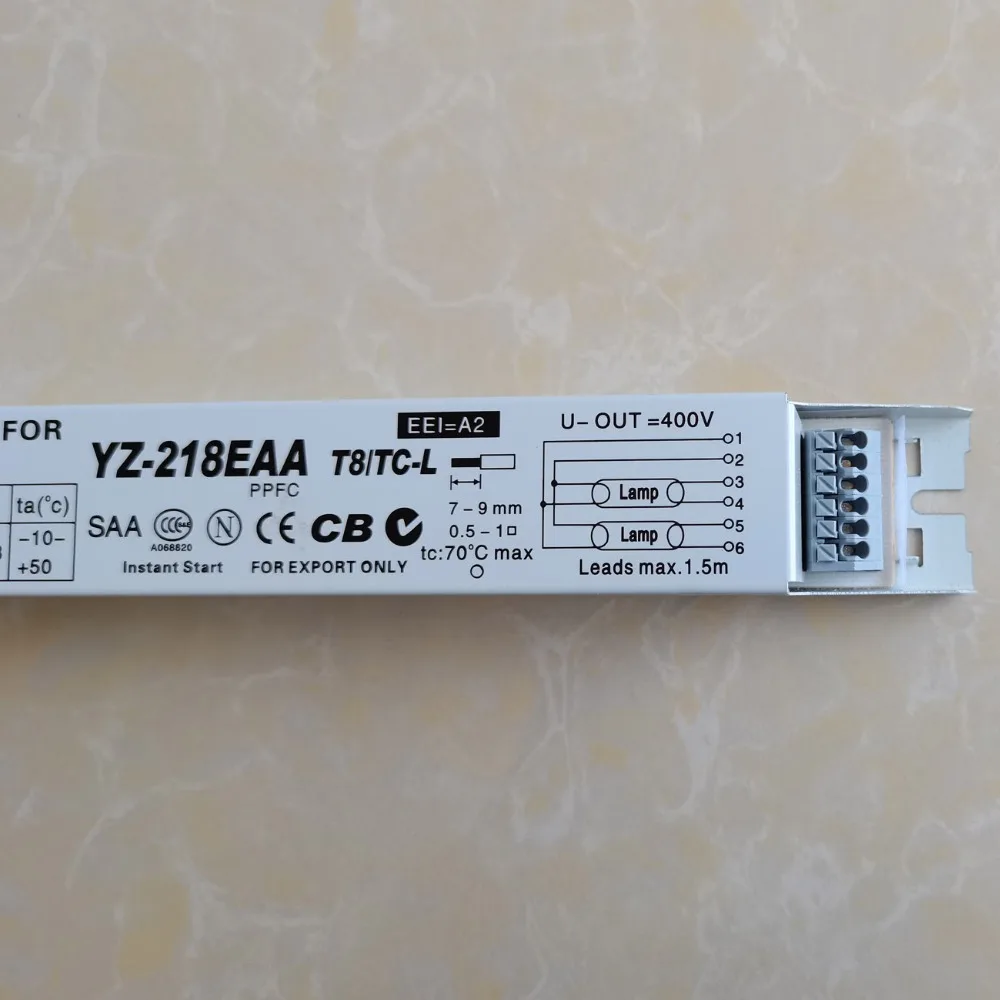 FOR
ta(°c)
–10–
+50
YZ-218EAA T8/TC-L
PPFC
SAA CCC S&E N CE CB
A068820
Instant Start FOR EXPORT ONLY
EEI=A2
7 – 9 mm
0.5 – 1□
tc:70°C max
U– OUT =400V
1
2
3
Lamp
4
5
Lamp
6
Leads max.1.5m